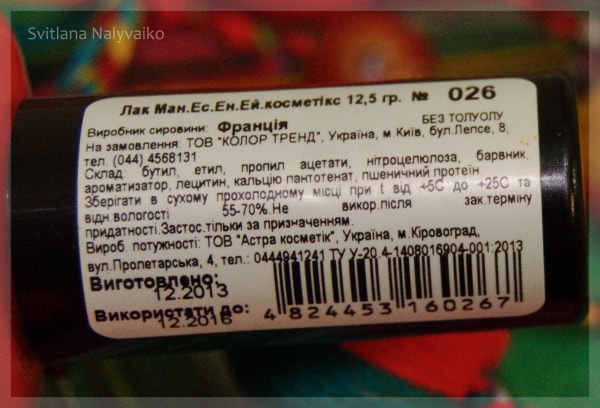 Svitlana Nalyvaiko
Лак Ман.Ес.Ен.Ей.косметікс 12,5 гр. № 026
Виробник сировини: Франція БЕЗ ТОЛУОЛУ
На замовлення: ТОВ "КОЛОР ТРЕНД", Україна, м.Київ, бул.Лепсе, 8,
тел. (044) 4568131
Склад: бутил, етил, пропил ацетати, нітроцелюлоза, барвник,
ароматизатор, лецитин, кальцію пантотенат, пшеничний протеїн
Зберігати в сухому прохолодному місці при t від +5С до +25С та
відн.вологості 55-70%.Не викор.після зак.терміну
придатності.Застос.тільки за призначенням.
Вироб. потужності: ТОВ "Астра косметік", Україна, м.Кіровоград,
вул.Пролетарська, 4, тел.: 0444941241 ТУ У-20.4-1408016904-001:2013
Виготовлено:
12.2013
Використати до:
12.2016
4 824453 160267